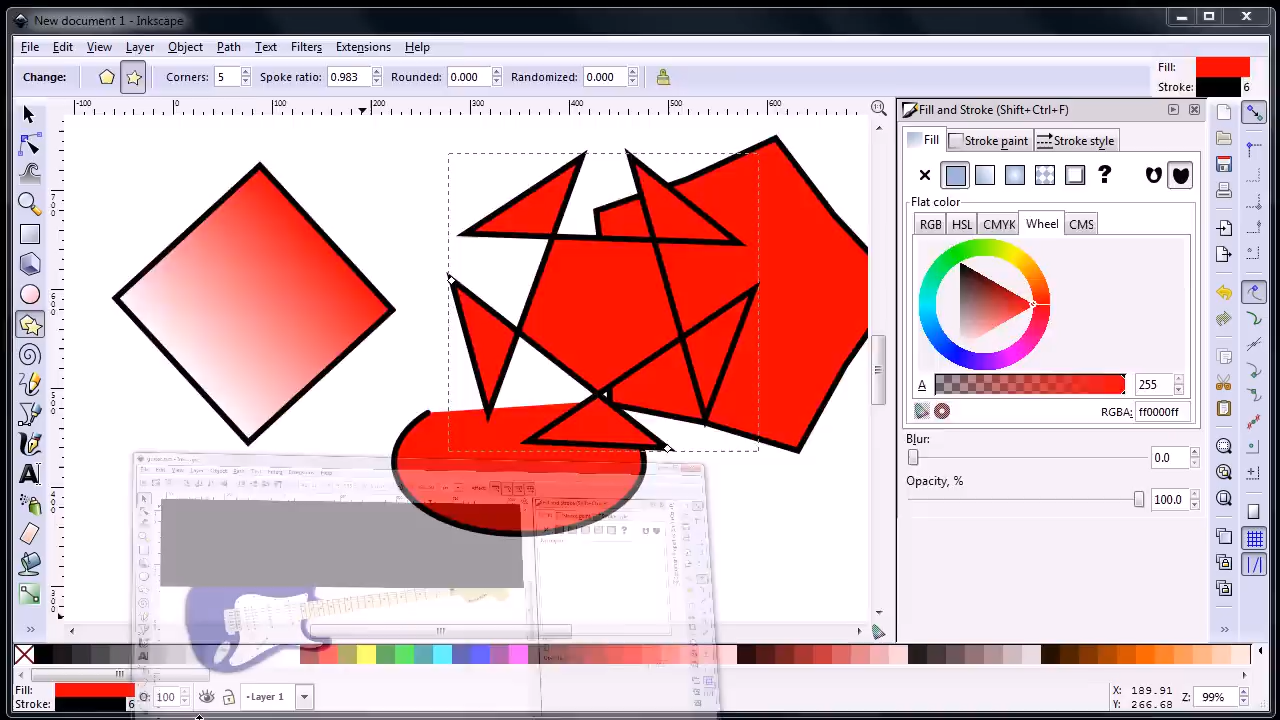 New document 1 - Inkscape
File Edit View Layer Object Path Text Filters Extensions Help
Change: Corners: 5 Spoke ratio: 0.983 Rounded: 0.000 Randomized: 0.000
Fill:
Stroke: 6
-100 0 100 200 300 400 500 600
Fill and Stroke (Shift+Ctrl+F)
Fill Stroke paint Stroke style
?
Flat color
RGB HSL CMYK Wheel CMS
A 255
RGBA: ff0000ff
Blur:
0.0
Opacity, %
100.0
Fill:
Stroke: 6
O: 100 Layer 1
X: 189.91
Y: 266.68
Z: 99%